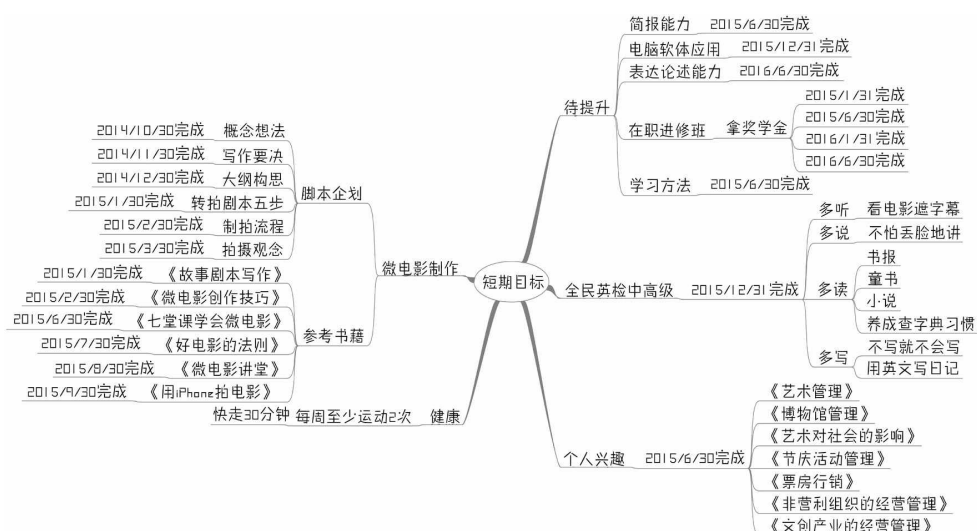 短期目标
待提升
简报能力 2015/6/30完成
电脑软体应用 2015/12/31完成
表达论述能力 2016/6/30完成
在职进修班 拿奖学金
2015/1/31完成
2015/6/30完成
2016/1/31完成
2016/6/30完成
学习方法 2015/6/30完成
全民英检中高级 2015/12/31完成
多听 看电影遮字幕
多说 不怕丢脸地讲
多读
书报
童书
小说
养成查字典习惯
多写
不写就不会写
用英文写日记
个人兴趣 2015/6/30完成
《艺术管理》
《博物馆管理》
《艺术对社会的影响》
《节庆活动管理》
《票房行销》
《非营利组织的经营管理》
《文创产业的经营管理》
微电影制作
脚本企划
2014/10/30完成 概念想法
2014/11/30完成 写作要决
2014/12/30完成 大纲构思
2015/1/30完成 转拍剧本五步
2015/2/30完成 制拍流程
2015/3/30完成 拍摄观念
参考书藉
2015/1/30完成 《故事剧本写作》
2015/2/30完成 《微电影创作技巧》
2015/6/30完成 《七堂课学会微电影》
2015/7/30完成 《好电影的法则》
2015/8/30完成 《微电影讲堂》
2015/9/30完成 《用iPhone拍电影》
快走30分钟 每周至少运动2次 健康